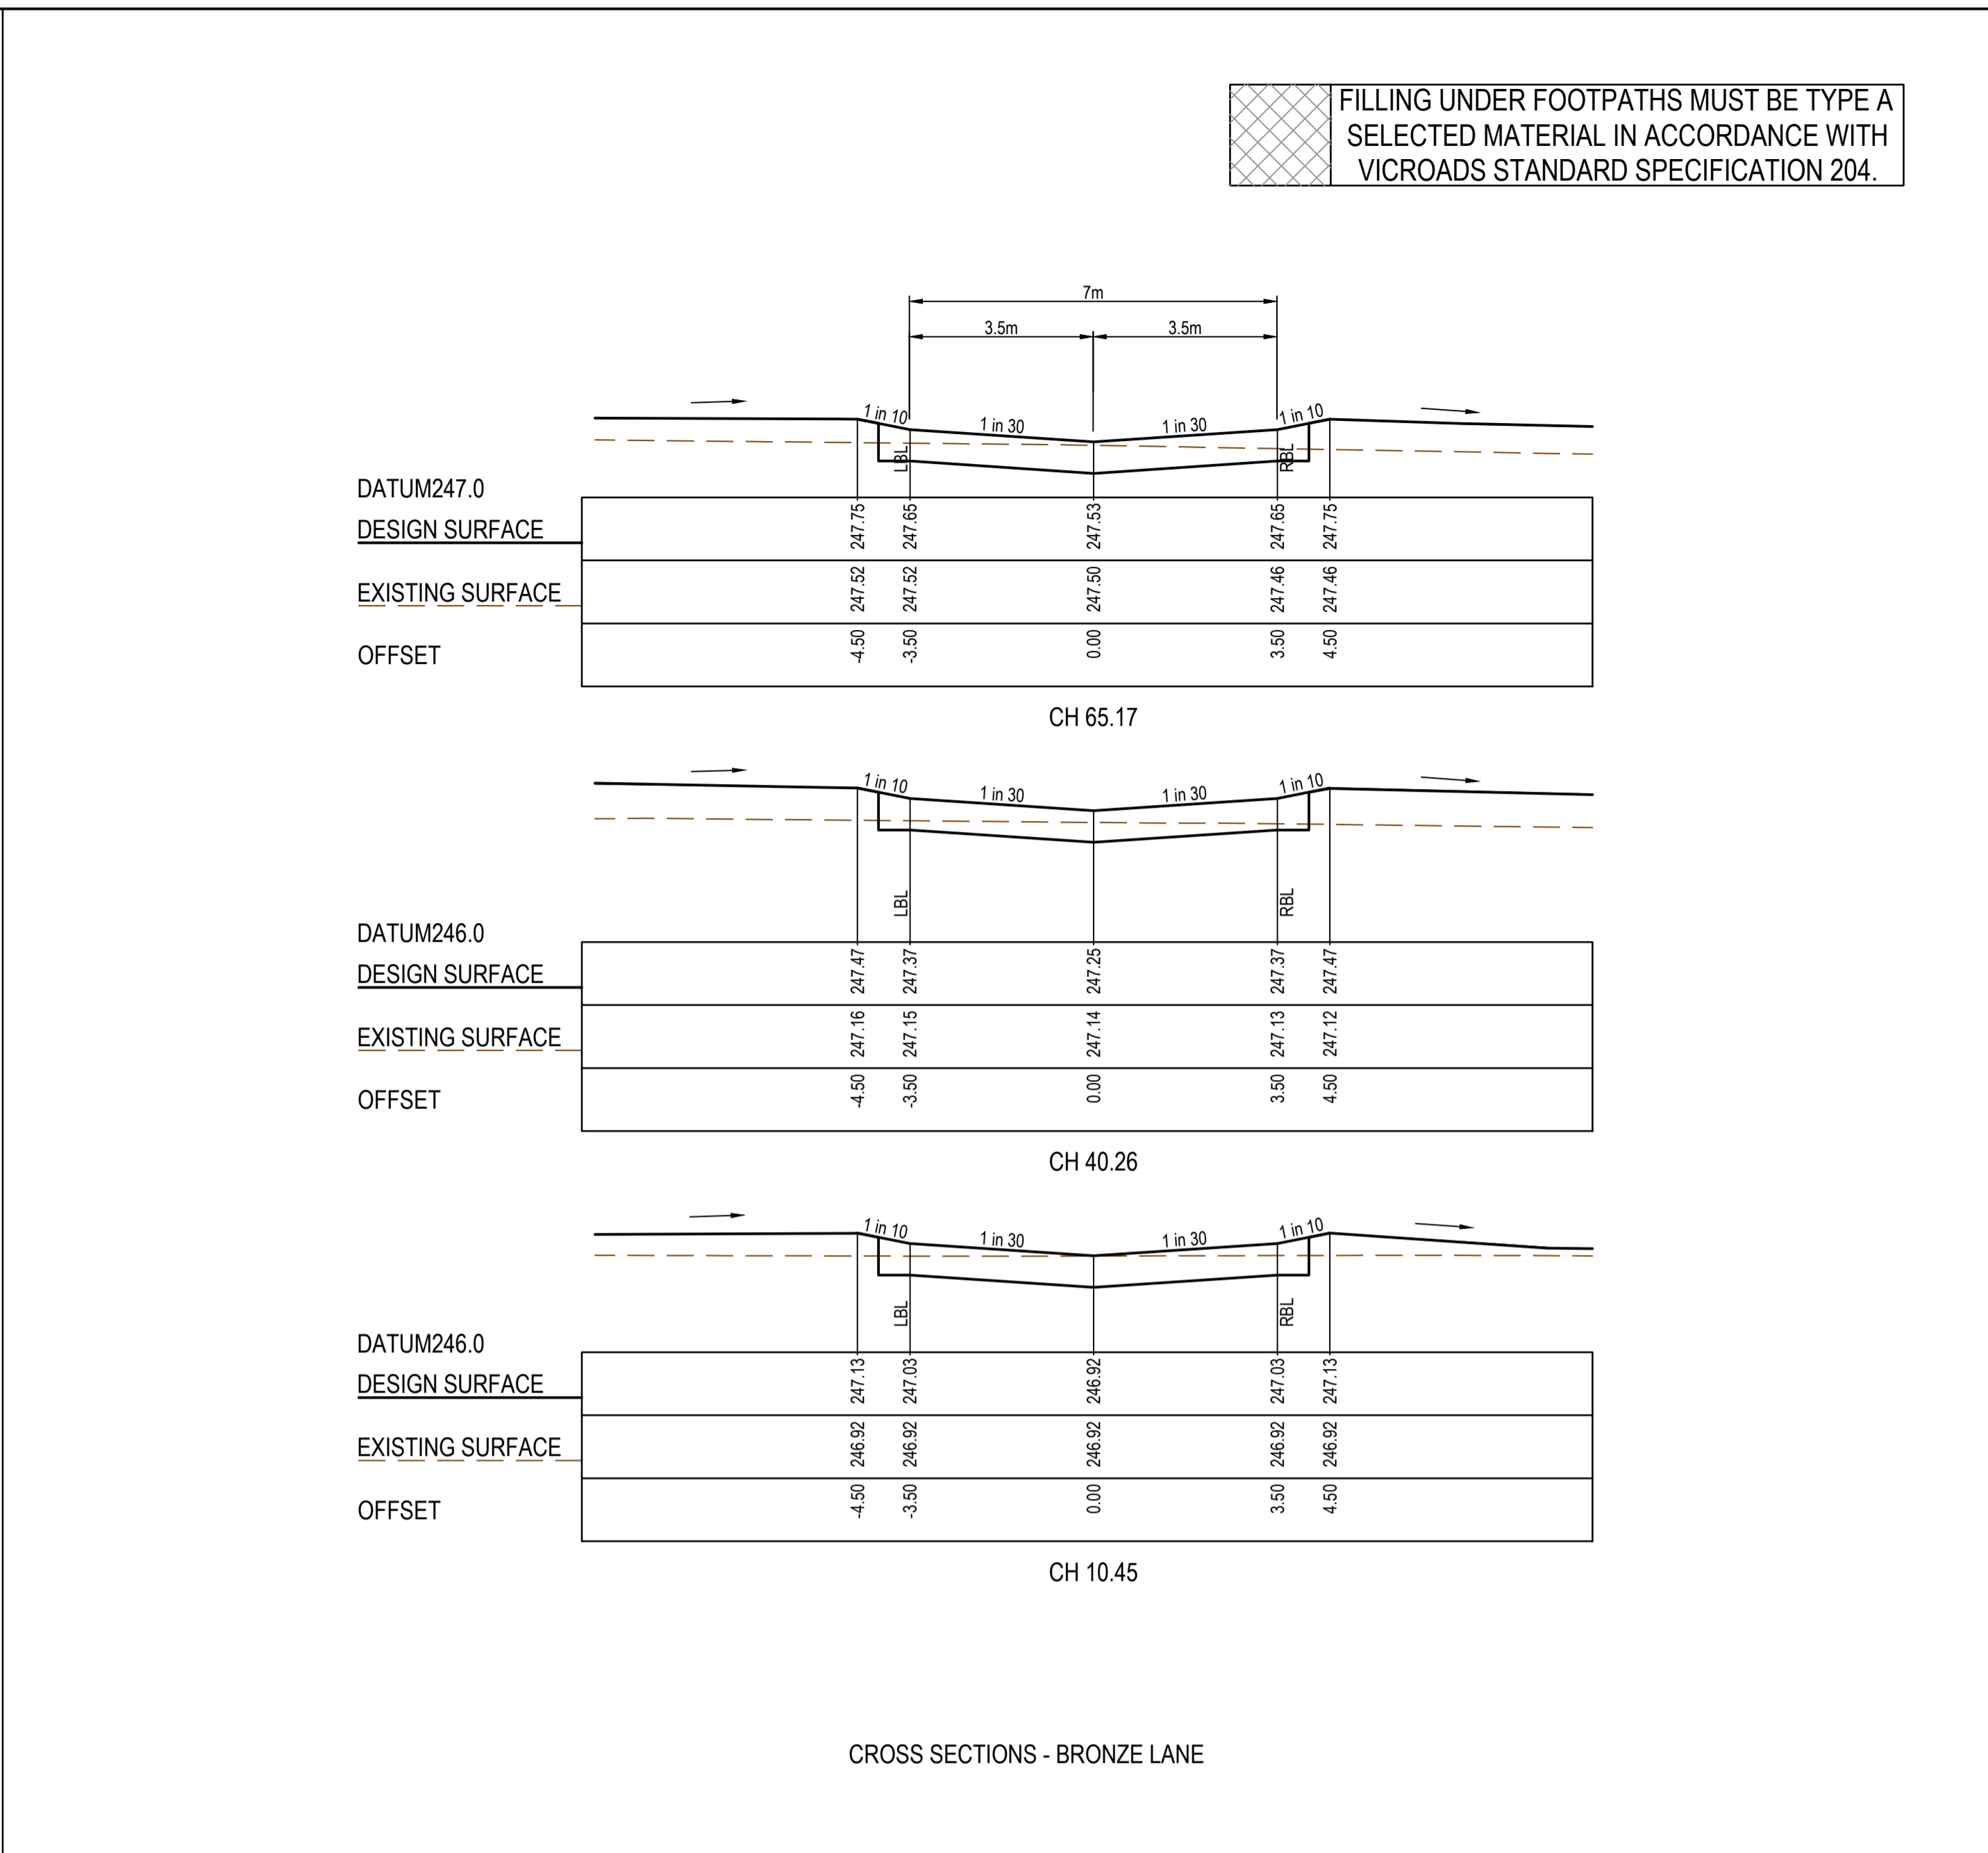 FILLING UNDER FOOTPATHS MUST BE TYPE A
SELECTED MATERIAL IN ACCORDANCE WITH
VICROADS STANDARD SPECIFICATION 204.
7m
3.5m 3.5m
1 in 10 1 in 30 1 in 30 1 in 10
LBL RBL
DATUM247.0
DESIGN SURFACE 247.75 247.65 247.53 247.65 247.75
EXISTING SURFACE 247.52 247.52 247.50 247.46 247.46
OFFSET -4.50 -3.50 0.00 3.50 4.50
CH 65.17
1 in 10 1 in 30 1 in 30 1 in 10
LBL RBL
DATUM246.0
DESIGN SURFACE 247.47 247.37 247.25 247.37 247.47
EXISTING SURFACE 247.16 247.15 247.14 247.13 247.12
OFFSET -4.50 -3.50 0.00 3.50 4.50
CH 40.26
1 in 10 1 in 30 1 in 30 1 in 10
LBL RBL
DATUM246.0
DESIGN SURFACE 247.13 247.03 246.92 247.03 247.13
EXISTING SURFACE 246.92 246.92 246.92 246.92 246.92
OFFSET -4.50 -3.50 0.00 3.50 4.50
CH 10.45
CROSS SECTIONS - BRONZE LANE